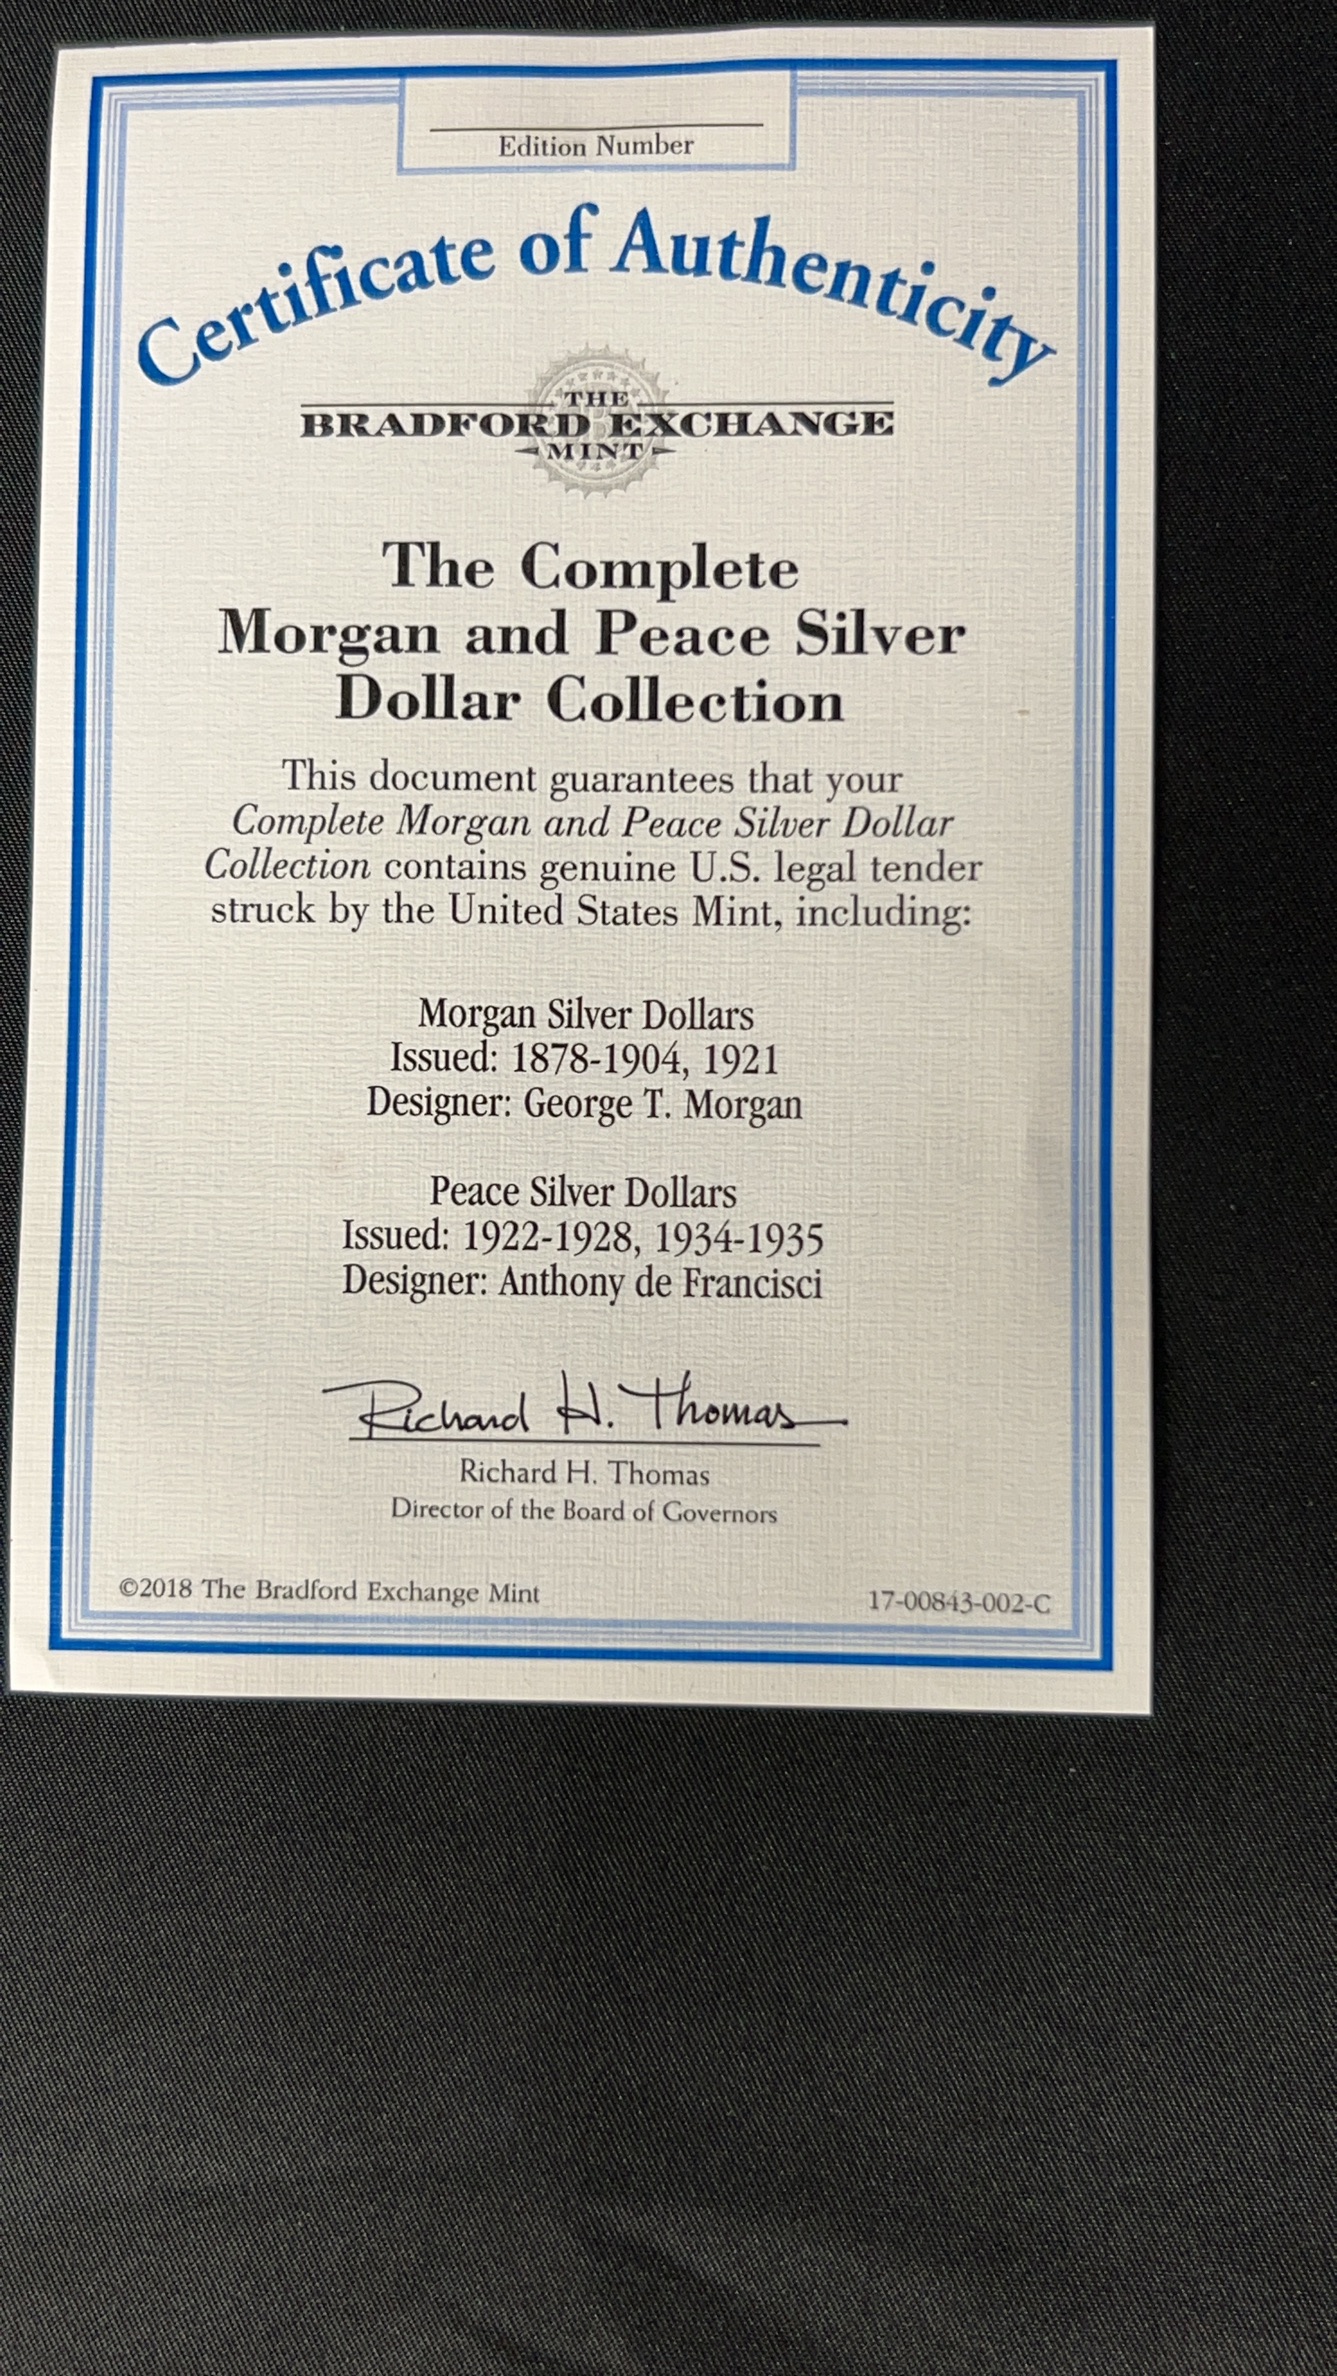 Edition Number
Certificate of Authenticity
THE
BRADFORD EXCHANGE
MINT
The Complete
Morgan and Peace Silver
Dollar Collection
This document guarantees that your
Complete Morgan and Peace Silver Dollar
Collection contains genuine U.S. legal tender
struck by the United States Mint, including:
Morgan Silver Dollars
Issued: 1878-1904, 1921
Designer: George T. Morgan
Peace Silver Dollars
Issued: 1922-1928, 1934-1935
Designer: Anthony de Francisci
Richard H. Thomas
Richard H. Thomas
Director of the Board of Governors
©2018 The Bradford Exchange Mint
17-00843-002-C